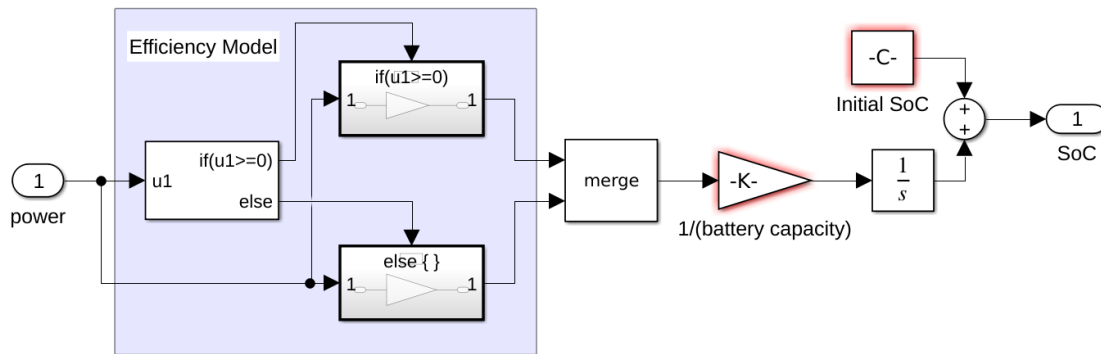 Efficiency Model
if(u1>=0)
1
1
-C-
Initial SoC
+
+
1
SoC
if(u1>=0)
u1
else
1
power
merge
-K-
1/(battery capacity)
1
s
else { }
1
1